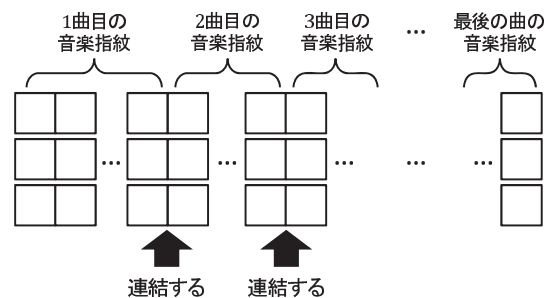 1曲目の
音楽指紋
2曲目の
音楽指紋
3曲目の
音楽指紋
…
最後の曲の
音楽指紋
… … … … …
連結する
連結する